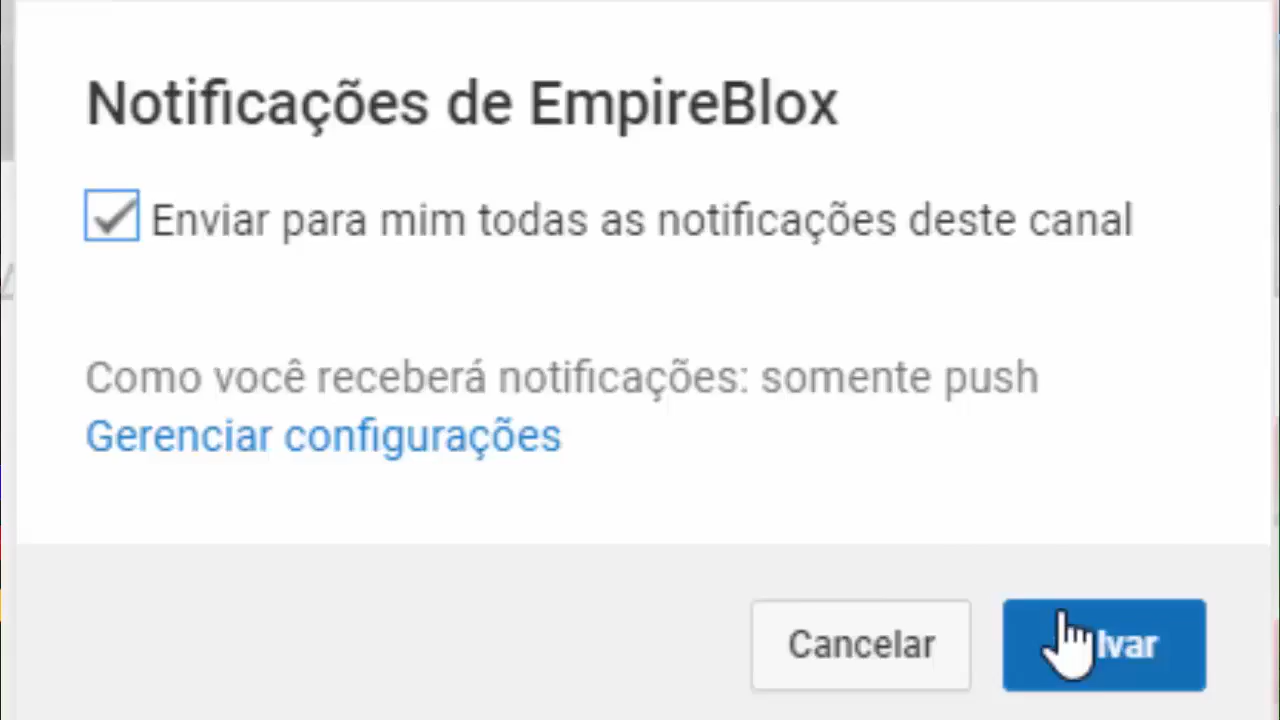 Notificações de EmpireBlox
Enviar para mim todas as notificações deste canal
Como você receberá notificações: somente push
Gerenciar configurações
Cancelar